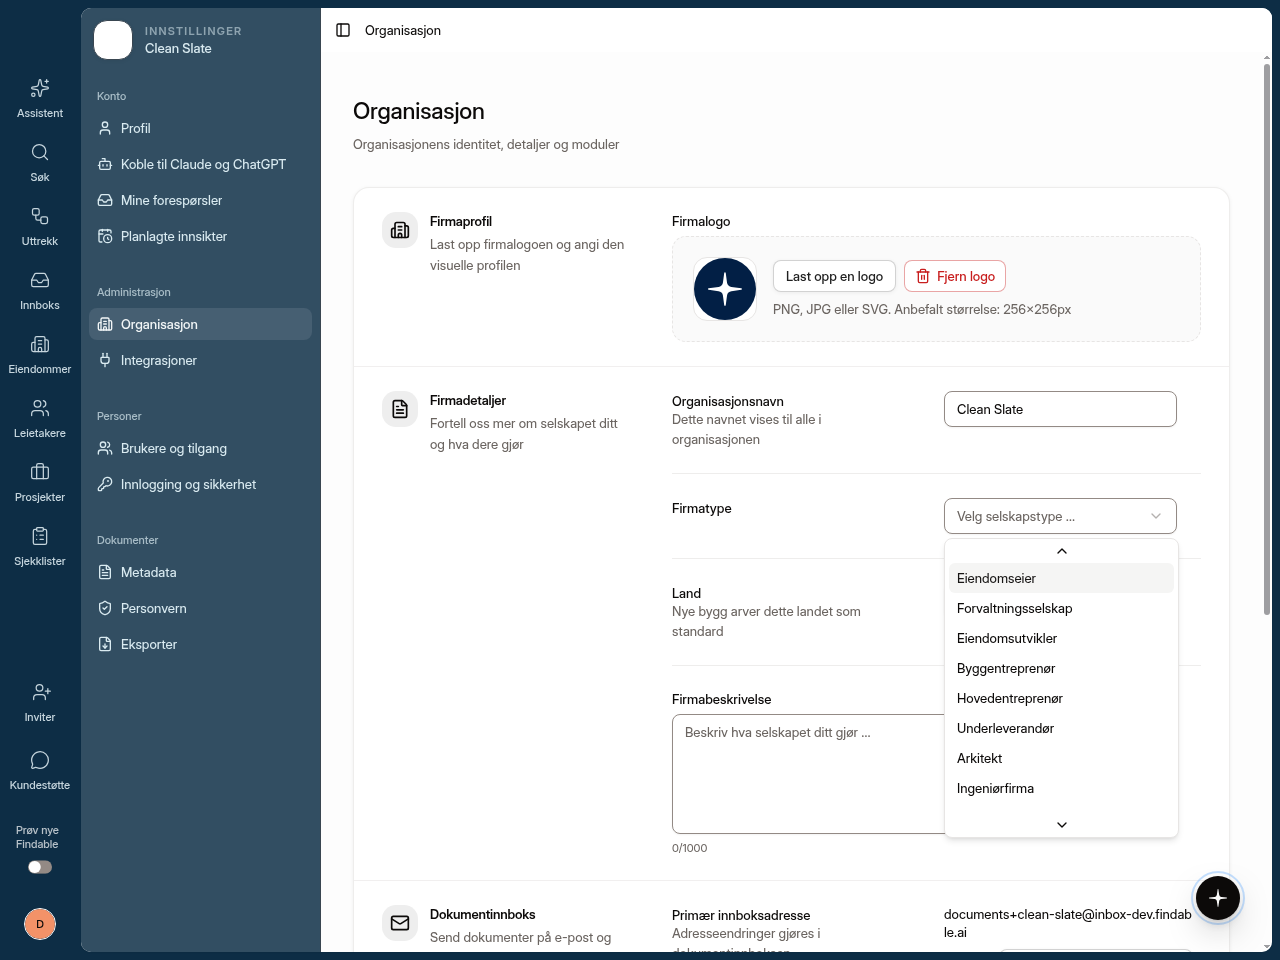 INNSTILLINGER
Clean Slate
Organisasjon
Assistent
Søk
Uttrekk
Innboks
Eiendommer
Leietakere
Prosjekter
Sjekklister
Inviter
Kundestøtte
Prøv nye
Findable
D
Konto
Profil
Koble til Claude og ChatGPT
Mine forespørsler
Planlagte innsikter
Administrasjon
Organisasjon
Integrasjoner
Personer
Brukere og tilgang
Innlogging og sikkerhet
Dokumenter
Metadata
Personvern
Eksporter
Organisasjon
Organisasjonens identitet, detaljer og moduler
Firmaprofil
Last opp firmalogoen og angi den
visuelle profilen
Firmalogo
Last opp en logo
Fjern logo
PNG, JPG eller SVG. Anbefalt størrelse: 256×256px
Firmadetaljer
Fortell oss mer om selskapet ditt
og hva dere gjør
Organisasjonsnavn
Dette navnet vises til alle i
organisasjonen
Clean Slate
Firmatype
Velg selskapstype ...
Eiendomseier
Forvaltningsselskap
Eiendomsutvikler
Byggentreprenør
Hovedentreprenør
Underleverandør
Arkitekt
Ingeniørfirma
Land
Nye bygg arver dette landet som
standard
Firmabeskrivelse
Beskriv hva selskapet ditt gjør ...
0/1000
Dokumentinnboks
Send dokumenter på e-post og
Primær innboksadresse
Adresseendringer gjøres i
documents+clean-slate@inbox-dev.findab
le.ai